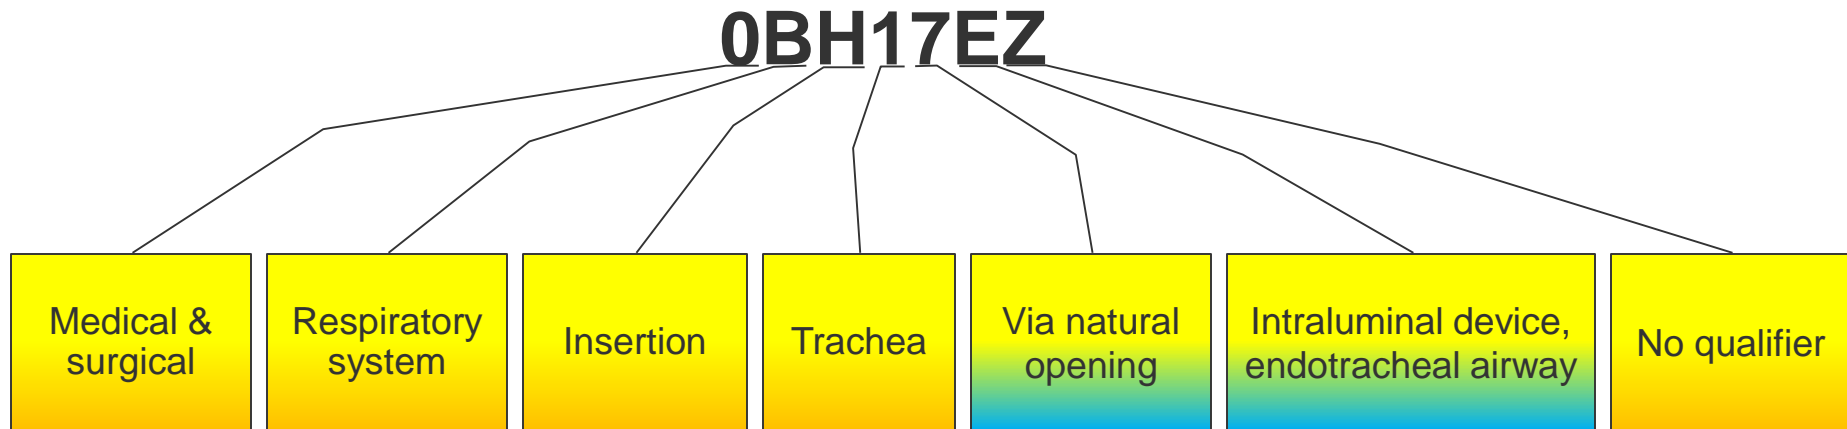 0BH17EZ
Medical &
surgical
Respiratory
system
Insertion
Trachea
Via natural
opening
Intraluminal device,
endotracheal airway
No qualifier